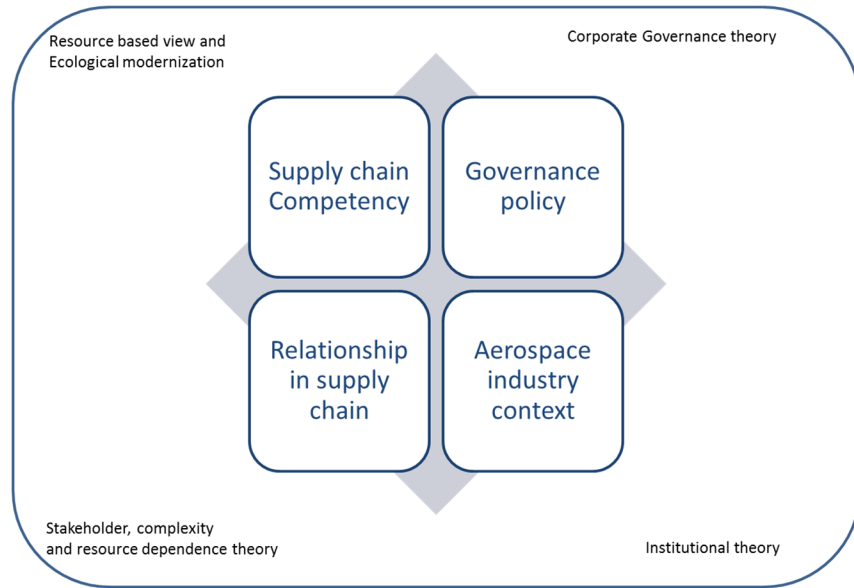 Resource based view and
Ecological modernization
Corporate Governance theory
Supply chain
Competency
Governance
policy
Relationship
in supply
chain
Aerospace
industry
context
Stakeholder, complexity
and resource dependence theory
Institutional theory